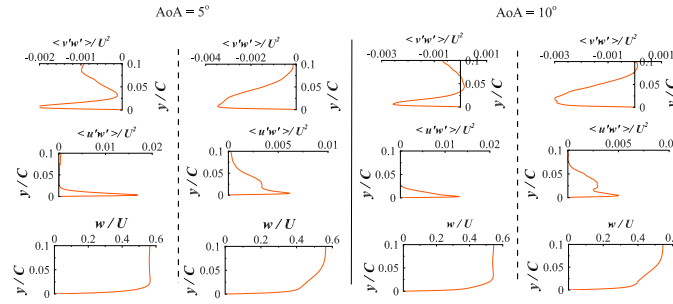 AoA = 5° AoA = 10°
< v'w' > / U² < v'w' > / U² < v'w' > / U² < v'w' > / U²
-0.002 -0.001 0 -0.004 -0.002 0 -0.003 0 0.001 -0.003 0 0.001
0.1 0.1 0.1 0.1
0.05 0.05 0.05 0.05
0 0 0 0
y / C y / C y / C y / C
< u'w' > / U² < u'w' > / U² < u'w' > / U² < u'w' > / U²
0 0.01 0.02 0 0.005 0.01 0 0.01 0.02 0 0.005 0.01
0.1 0.1 0.1 0.1
0.05 0.05 0.05 0.05
0 0 0 0
y / C y / C y / C y / C
w / U w / U w / U w / U
0 0.2 0.4 0.6 0 0.2 0.4 0.6 0 0.2 0.4 0.6 0 0.2 0.4 0.6
0.1 0.1 0.1 0.1
0.05 0.05 0.05 0.05
0 0 0 0
y / C y / C y / C y / C